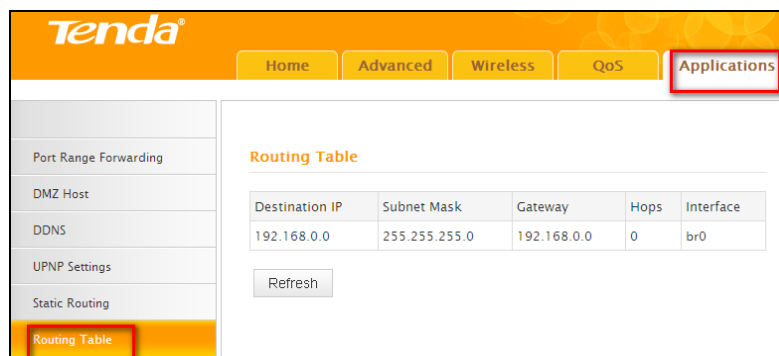 Tenda®
Home Advanced Wireless QoS Applications
Port Range Forwarding
DMZ Host
DDNS
UPNP Settings
Static Routing
Routing Table
Routing Table
Destination IP Subnet Mask Gateway Hops Interface
192.168.0.0 255.255.255.0 192.168.0.0 0 br0
Refresh